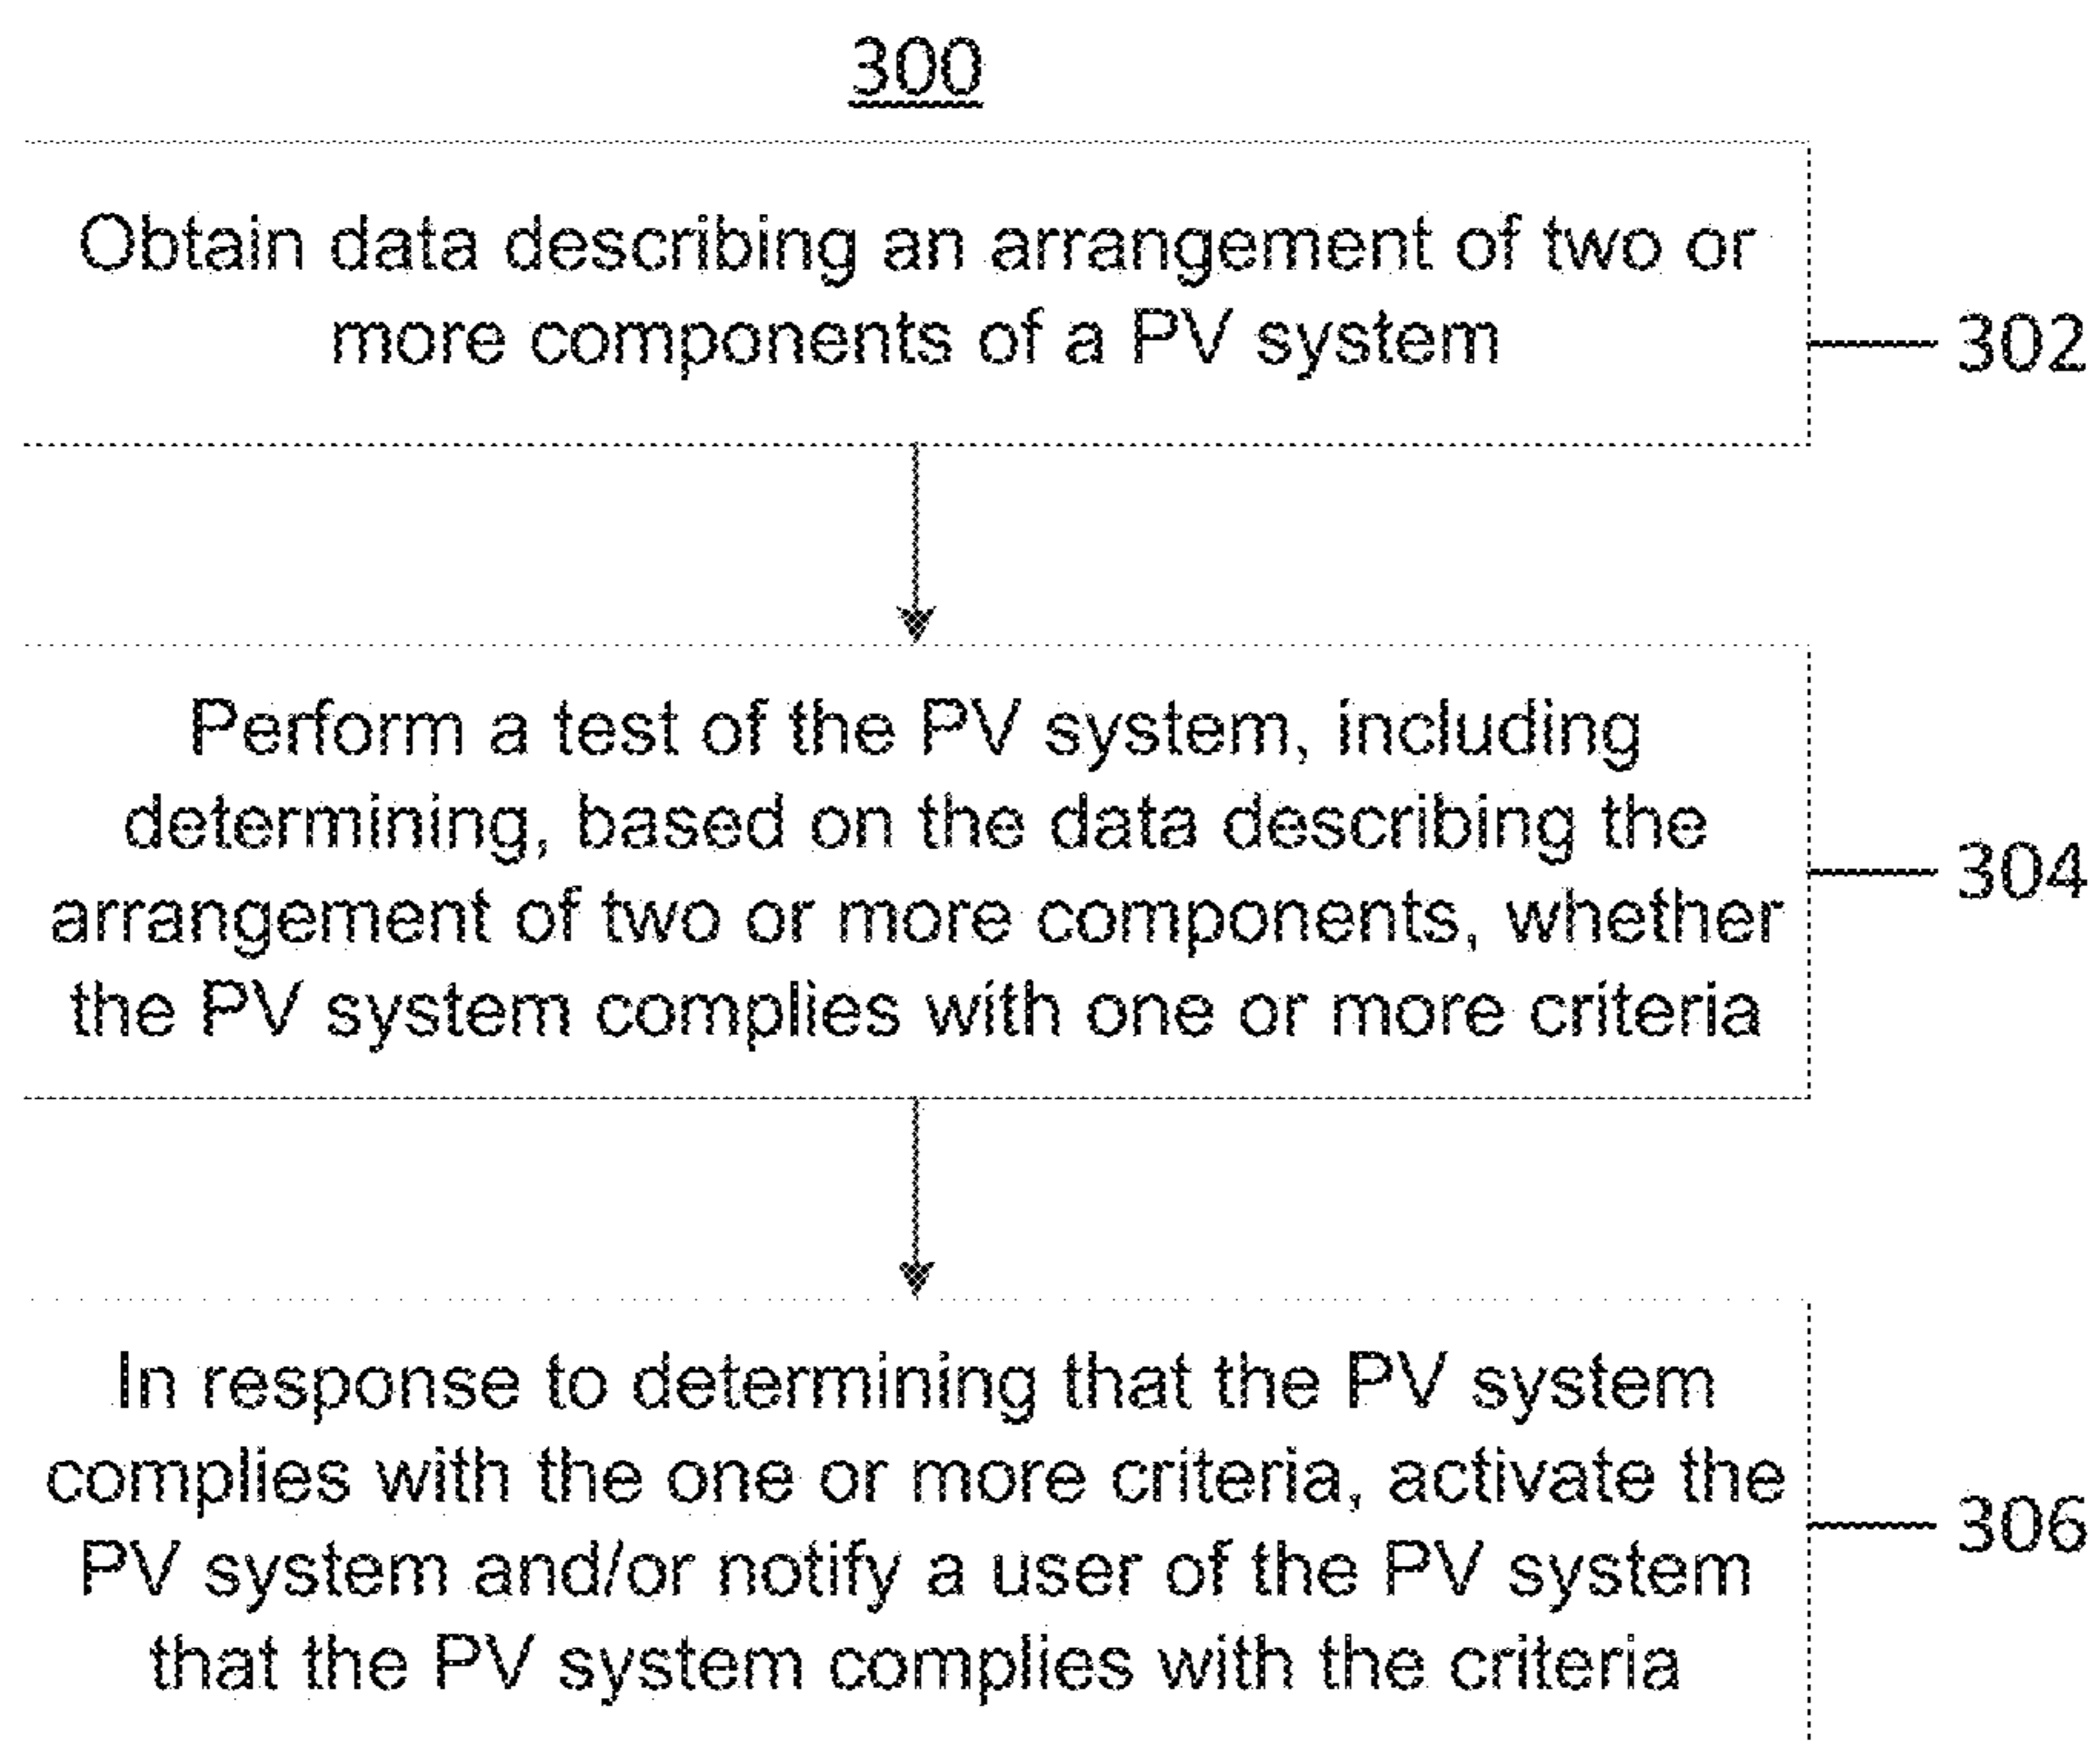 300
Obtain data describing an arrangement of two or
more components of a PV system
302
Perform a test of the PV system, including
determining, based on the data describing the
arrangement of two or more components, whether
the PV system complies with one or more criteria
304
In response to determining that the PV system
complies with the one or more criteria, activate the
PV system and/or notify a user of the PV system
that the PV system complies with the criteria
306